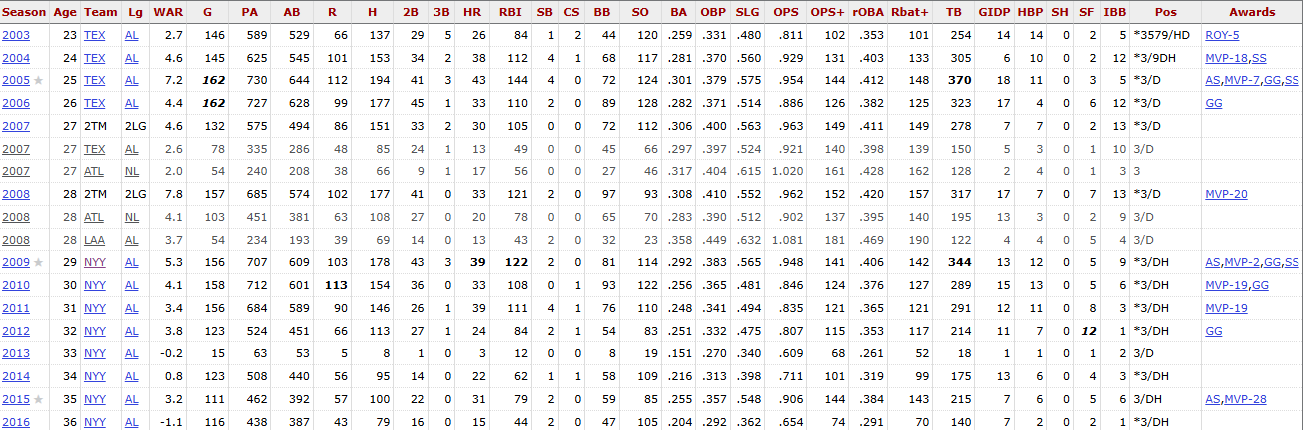 Season Age Team Lg WAR G PA AB R H 2B 3B HR RBI SB CS BB SO BA OBP SLG OPS OPS+ rOBA Rbat+ TB GIDP HBP SH SF IBB Pos Awards
2003 23 TEX AL 2.7 146 589 529 66 137 29 5 26 84 1 2 44 120 .259 .331 .480 .811 102 .353 101 254 14 14 0 2 5 *3579/HD ROY-5
2004 24 TEX AL 4.6 145 625 545 101 153 34 2 38 112 4 1 68 117 .281 .370 .560 .929 131 .403 133 305 6 10 0 2 12 *3/9DH MVP-18,SS
2005 25 TEX AL 7.2 162 730 644 112 194 41 3 43 144 4 0 72 124 .301 .379 .575 .954 144 .412 148 370 18 11 0 3 5 *3/D AS,MVP-7,GG,SS
2006 26 TEX AL 4.4 162 727 628 99 177 45 1 33 110 2 0 89 128 .282 .371 .514 .886 126 .382 125 323 17 4 0 6 12 *3/D GG
2007 27 2TM 2LG 4.6 132 575 494 86 151 33 2 30 105 0 0 72 112 .306 .400 .563 .963 149 .411 149 278 7 7 0 2 13 *3/D
2007 27 TEX AL 2.6 78 335 286 48 85 24 1 13 49 0 0 45 66 .297 .397 .524 .921 140 .398 139 150 5 3 0 1 10 3/D
2007 27 ATL NL 2.0 54 240 208 38 66 9 1 17 56 0 0 27 46 .317 .404 .615 1.020 161 .428 162 128 2 4 0 1 3 3
2008 28 2TM 2LG 7.8 157 685 574 102 177 41 0 33 121 2 0 97 93 .308 .410 .552 .962 152 .420 157 317 17 7 0 7 13 *3/D MVP-20
2008 28 ATL NL 4.1 103 451 381 63 108 27 0 20 78 0 0 65 70 .283 .390 .512 .902 137 .395 140 195 13 3 0 2 9 3/D
2008 28 LAA AL 3.7 54 234 193 39 69 14 0 13 43 2 0 32 23 .358 .449 .632 1.081 181 .469 190 122 4 4 0 5 4 3/D
2009 29 NYY AL 5.3 156 707 609 103 178 43 3 39 122 2 0 81 114 .292 .383 .565 .948 141 .406 142 344 13 12 0 5 9 *3/DH AS,MVP-2,GG,SS
2010 30 NYY AL 4.1 158 712 601 113 154 36 0 33 108 0 1 93 122 .256 .365 .481 .846 124 .376 127 289 15 13 0 5 6 *3/DH MVP-19,GG
2011 31 NYY AL 3.4 156 684 589 90 146 26 1 39 111 4 1 76 110 .248 .341 .494 .835 121 .365 121 291 12 11 0 8 3 *3/DH MVP-19
2012 32 NYY AL 3.8 123 524 451 66 113 27 1 24 84 2 1 54 83 .251 .332 .475 .807 115 .353 117 214 11 7 0 12 1 *3/DH GG
2013 33 NYY AL -0.2 15 63 53 5 8 1 0 3 12 0 0 8 19 .151 .270 .340 .609 68 .261 52 18 1 1 0 1 2 3/D
2014 34 NYY AL 0.8 123 508 440 56 95 14 0 22 62 1 1 58 109 .216 .313 .398 .711 101 .319 99 175 13 6 0 4 3 *3/DH
2015 35 NYY AL 3.2 111 462 392 57 100 22 0 31 79 2 0 59 85 .255 .357 .548 .906 144 .384 143 215 7 6 0 5 6 3/DH AS,MVP-28
2016 36 NYY AL -1.1 116 438 387 43 79 16 0 15 44 2 0 47 105 .204 .292 .362 .654 74 .291 70 140 7 2 0 2 1 *3/DH